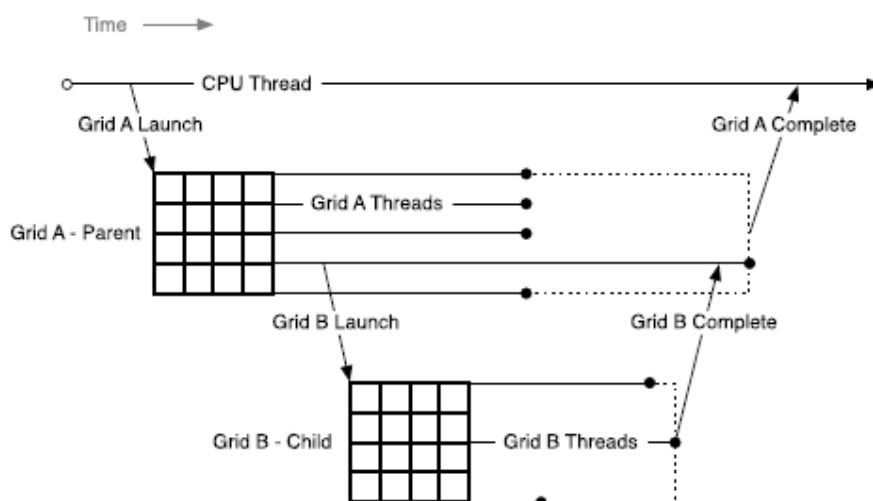 Time
CPU Thread
Grid A Launch
Grid A Complete
Grid A Threads
Grid A - Parent
Grid B Launch
Grid B Complete
Grid B - Child
Grid B Threads